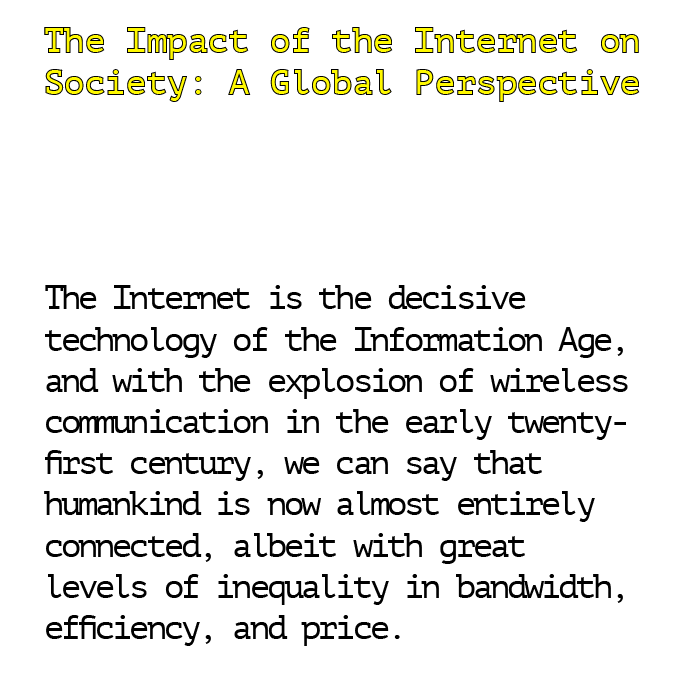 The Impact of the Internet on
Society: A Global Perspective
The Internet is the decisive
technology of the Information Age,
and with the explosion of wireless
communication in the early twenty-
first century, we can say that
humankind is now almost entirely
connected, albeit with great
levels of inequality in bandwidth,
efficiency, and price.